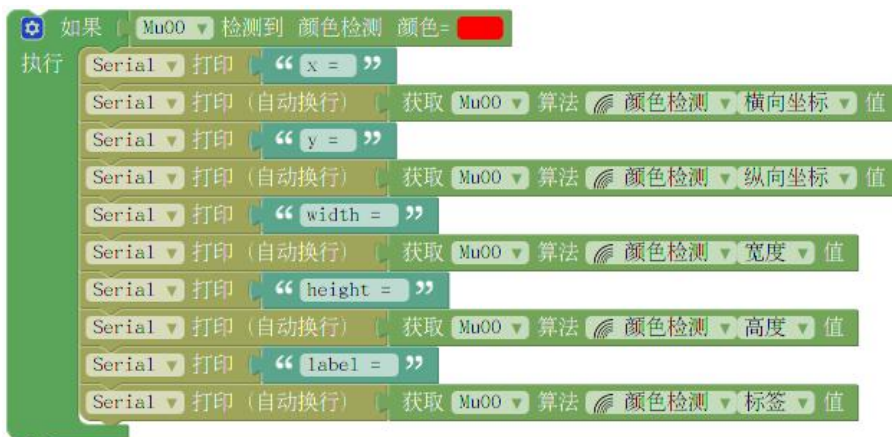 如果 Mu00 检测到 颜色检测 颜色=
执行 Serial 打印 “ x = ”
Serial 打印 (自动换行) 获取 Mu00 算法 颜色检测 横向坐标 值
Serial 打印 “ y = ”
Serial 打印 (自动换行) 获取 Mu00 算法 颜色检测 纵向坐标 值
Serial 打印 “ width = ”
Serial 打印 (自动换行) 获取 Mu00 算法 颜色检测 宽度 值
Serial 打印 “ height = ”
Serial 打印 (自动换行) 获取 Mu00 算法 颜色检测 高度 值
Serial 打印 “ label = ”
Serial 打印 (自动换行) 获取 Mu00 算法 颜色检测 标签 值